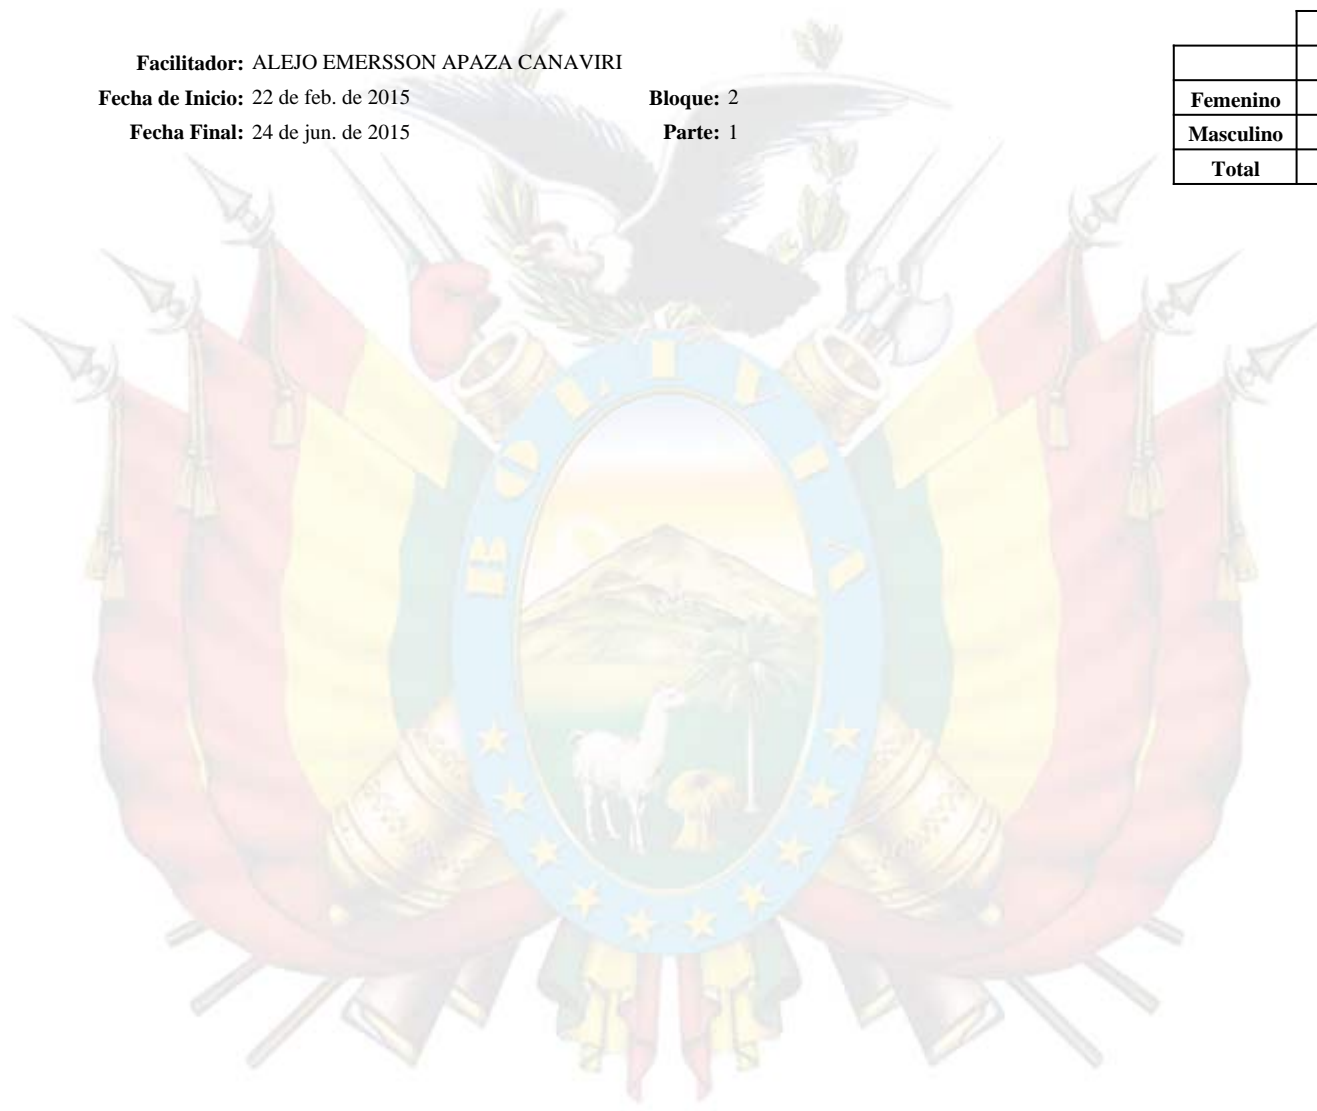 Facilitador: ALEJO EMERSSON APAZA CANAVIRI
Fecha de Inicio: 22 de feb. de 2015 Bloque: 2
Fecha Final: 24 de jun. de 2015 Parte: 1
Femenino
Masculino
Total
BOLIVIA